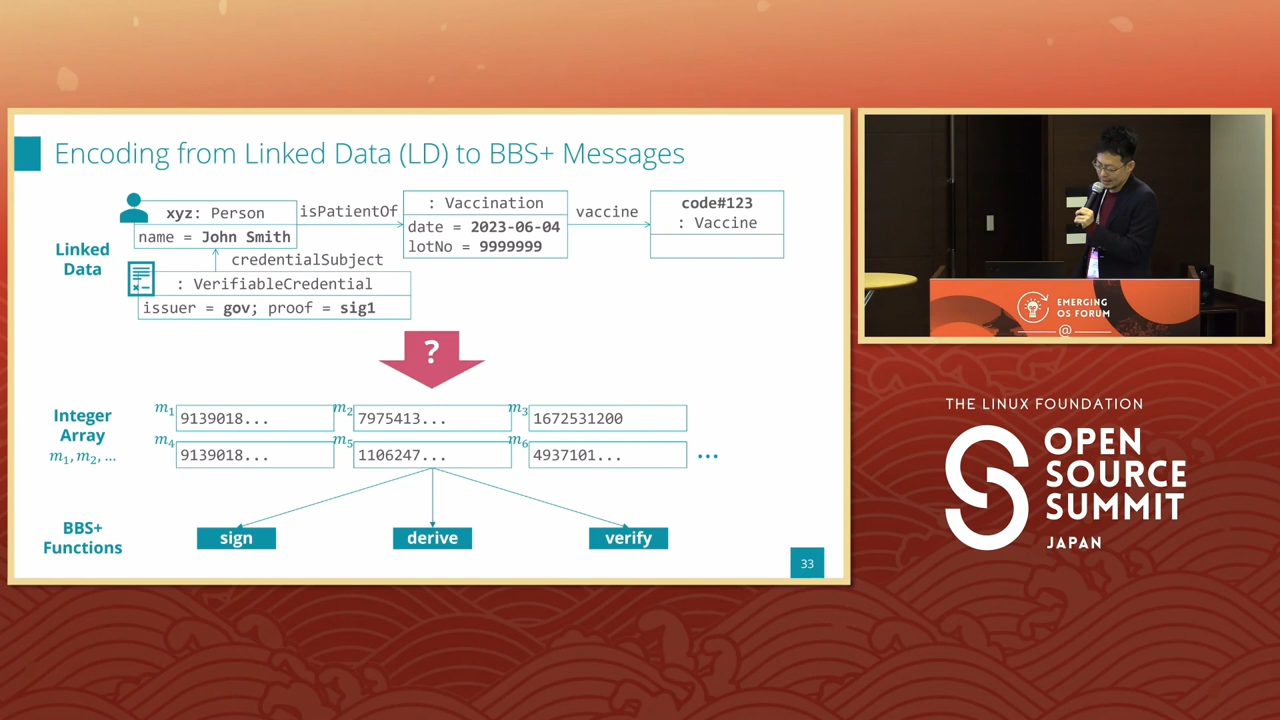 Encoding from Linked Data (LD) to BBS+ Messages
Linked
Data
xyz: Person
name = John Smith
isPatientOf
: Vaccination
date = 2023-06-04
lotNo = 9999999
vaccine
code#123
: Vaccine
credentialSubject
: VerifiableCredential
issuer = gov; proof = sig1
?
Integer
Array
m₁, m₂, ...
m₁
9139018...
m₂
7975413...
m₃
1672531200
m₄
9139018...
m₅
1106247...
m₆
4937101...
...
BBS+
Functions
sign
derive
verify
33
EMERGING
OS FORUM
@
THE LINUX FOUNDATION
OPEN
SOURCE
SUMMIT
JAPAN